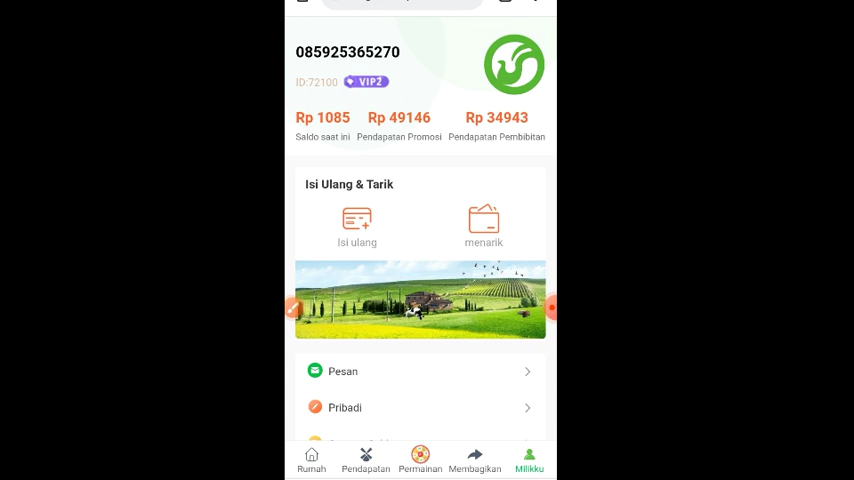 085925365270
ID:72100 VIP2
Rp 1085 Rp 49146 Rp 34943
Saldo saat ini Pendapatan Promosi Pendapatan Pembibitan
Isi Ulang & Tarik
Isi ulang menarik
Pesan
Pribadi
Rumah Pendapatan Permainan Membagikan Milikku